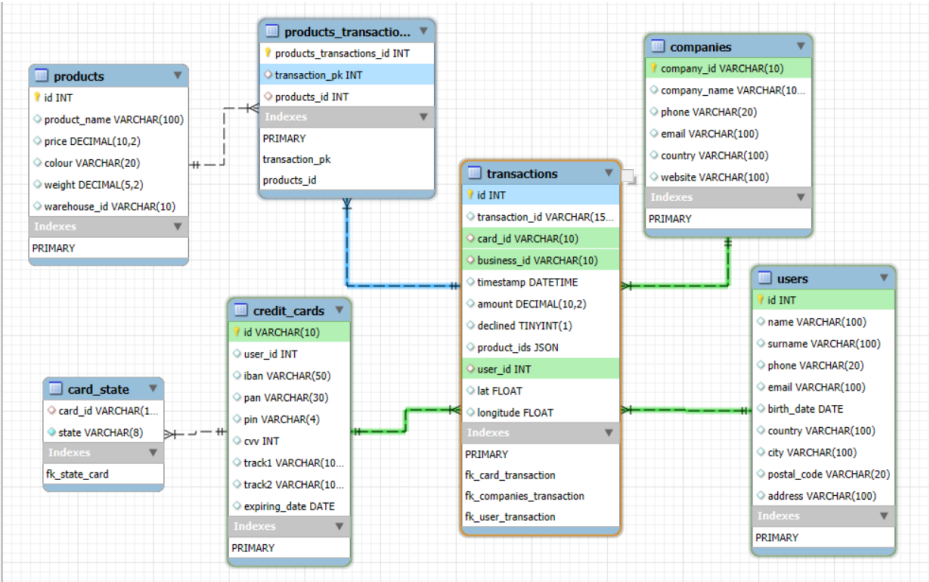 products_transactio...
products_transactions_id INT
transaction_pk INT
products_id INT
Indexes
PRIMARY
transaction_pk
products_id
companies
company_id VARCHAR(10)
company_name VARCHAR(10...
phone VARCHAR(20)
email VARCHAR(100)
country VARCHAR(100)
website VARCHAR(100)
Indexes
PRIMARY
products
id INT
product_name VARCHAR(100)
price DECIMAL(10,2)
colour VARCHAR(20)
weight DECIMAL(5,2)
warehouse_id VARCHAR(10)
Indexes
PRIMARY
transactions
id INT
transaction_id VARCHAR(15...
card_id VARCHAR(10)
business_id VARCHAR(10)
timestamp DATETIME
amount DECIMAL(10,2)
declined TINYINT(1)
product_ids JSON
user_id INT
lat FLOAT
longitude FLOAT
Indexes
PRIMARY
fk_card_transaction
fk_companies_transaction
fk_user_transaction
users
id INT
name VARCHAR(100)
surname VARCHAR(100)
phone VARCHAR(20)
email VARCHAR(100)
birth_date DATE
country VARCHAR(100)
city VARCHAR(100)
postal_code VARCHAR(20)
address VARCHAR(100)
Indexes
PRIMARY
credit_cards
id VARCHAR(10)
user_id INT
iban VARCHAR(50)
pan VARCHAR(30)
pin VARCHAR(4)
cvv INT
track1 VARCHAR(10...
track2 VARCHAR(10...
expiring_date DATE
Indexes
PRIMARY
card_state
card_id VARCHAR(1...
state VARCHAR(8)
Indexes
fk_state_card